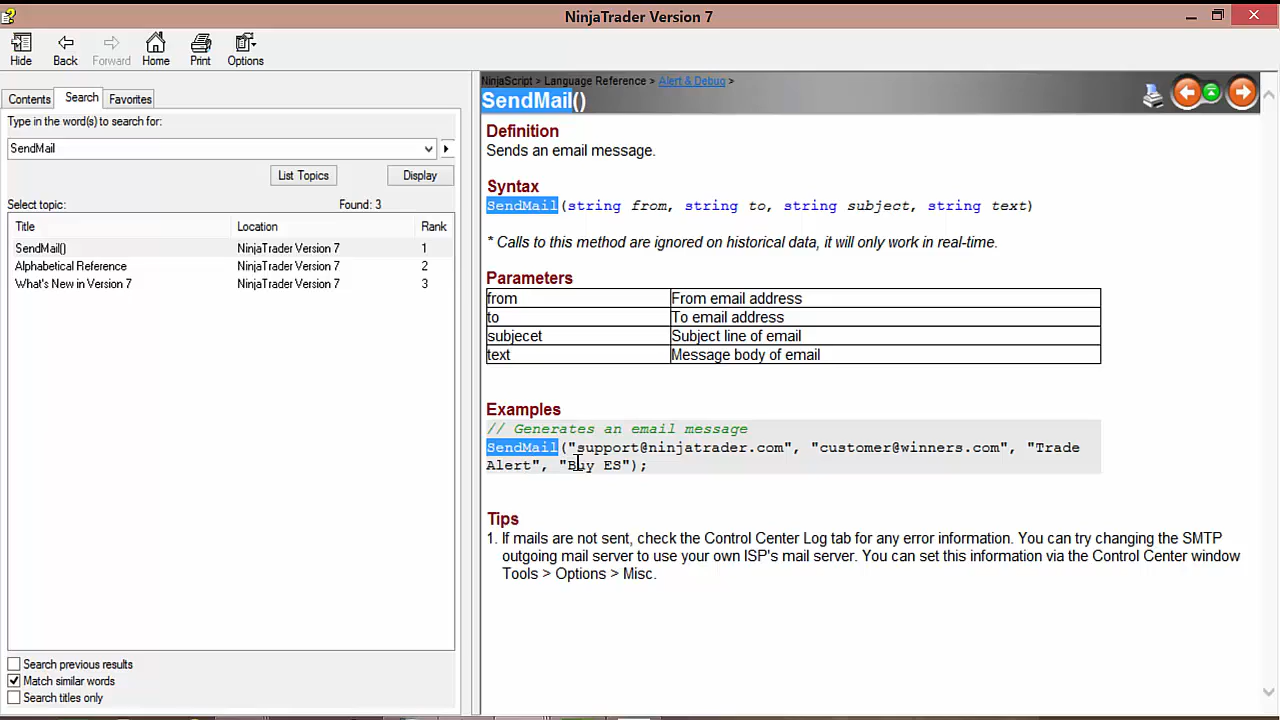 NinjaTrader Version 7
Hide Back Forward Home Print Options
Contents Search Favorites
Type in the word(s) to search for:
SendMail
List Topics Display
Select topic: Found: 3
Title Location Rank
SendMail() NinjaTrader Version 7 1
Alphabetical Reference NinjaTrader Version 7 2
What's New in Version 7 NinjaTrader Version 7 3
Search previous results
Match similar words
Search titles only
NinjaScript > Language Reference > Alert & Debug >
SendMail()
Definition
Sends an email message.
Syntax
SendMail(string from, string to, string subject, string text)
* Calls to this method are ignored on historical data, it will only work in real-time.
Parameters
from From email address
to To email address
subjecet Subject line of email
text Message body of email
Examples
// Generates an email message
SendMail("support@ninjatrader.com", "customer@winners.com", "Trade
Alert", "Buy ES");
Tips
1. If mails are not sent, check the Control Center Log tab for any error information. You can try changing the SMTP
outgoing mail server to use your own ISP's mail server. You can set this information via the Control Center window
Tools > Options > Misc.